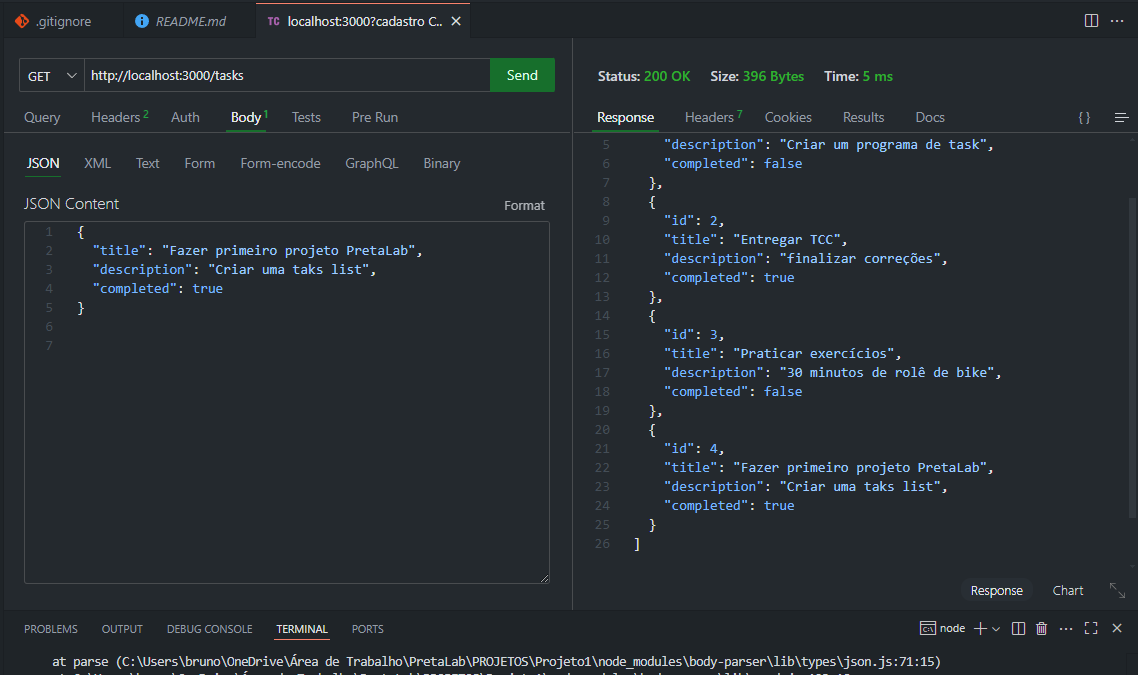 .gitignore README.md TC localhost:3000?cadastro C..
GET http://localhost:3000/tasks Send
Query Headers 2 Auth Body 1 Tests Pre Run
JSON XML Text Form Form-encode GraphQL Binary
JSON Content Format
1 {
2 "title": "Fazer primeiro projeto PretaLab",
3 "description": "Criar uma taks list",
4 "completed": true
5 }
6
7
Status: 200 OK Size: 396 Bytes Time: 5 ms
Response Headers 7 Cookies Results Docs { }
5 "description": "Criar um programa de task",
6 "completed": false
7 },
8 {
9 "id": 2,
10 "title": "Entregar TCC",
11 "description": "finalizar correções",
12 "completed": true
13 },
14 {
15 "id": 3,
16 "title": "Praticar exercícios",
17 "description": "30 minutos de rolê de bike",
18 "completed": false
19 },
20 {
21 "id": 4,
22 "title": "Fazer primeiro projeto PretaLab",
23 "description": "Criar uma taks list",
24 "completed": true
25 }
26 ]
Response Chart
PROBLEMS OUTPUT DEBUG CONSOLE TERMINAL PORTS node
at parse (C:\Users\bruno\OneDrive\Área de Trabalho\PretaLab\PROJETOS\Projeto1\node_modules\body-parser\lib\types\json.js:71:15)